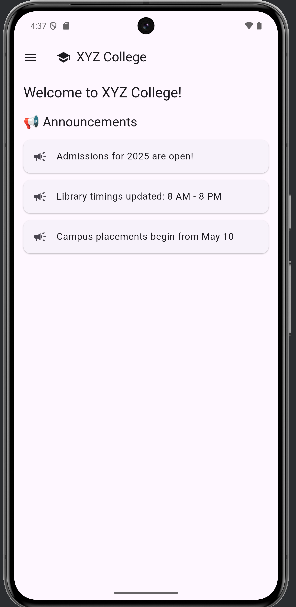 4:37
XYZ College
Welcome to XYZ College!
📢 Announcements
Admissions for 2025 are open!
Library timings updated: 8 AM - 8 PM
Campus placements begin from May 10